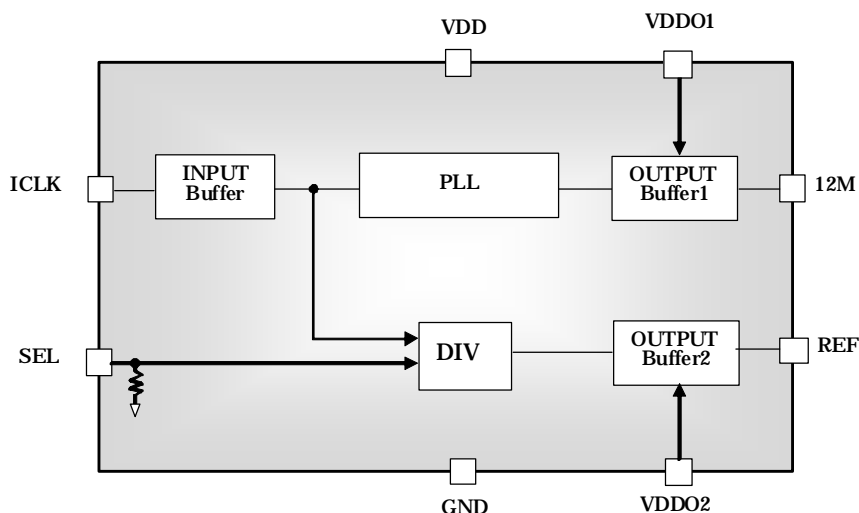 VDD
VDDO1
ICLK
INPUT
Buffer
PLL
OUTPUT
Buffer1
12M
SEL
DIV
OUTPUT
Buffer2
REF
GND
VDDO2